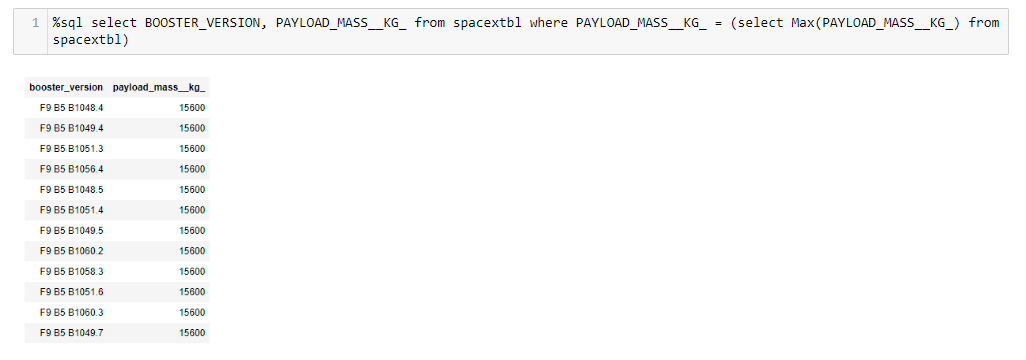 1 %sql select BOOSTER_VERSION, PAYLOAD_MASS__KG_ from spacextbl where PAYLOAD_MASS__KG_ = (select Max(PAYLOAD_MASS__KG_) from
spacextbl)
booster_version payload_mass__kg_
F9 B5 B1048.4 15600
F9 B5 B1049.4 15600
F9 B5 B1051.3 15600
F9 B5 B1056.4 15600
F9 B5 B1048.5 15600
F9 B5 B1051.4 15600
F9 B5 B1049.5 15600
F9 B5 B1060.2 15600
F9 B5 B1058.3 15600
F9 B5 B1051.6 15600
F9 B5 B1060.3 15600
F9 B5 B1049.7 15600